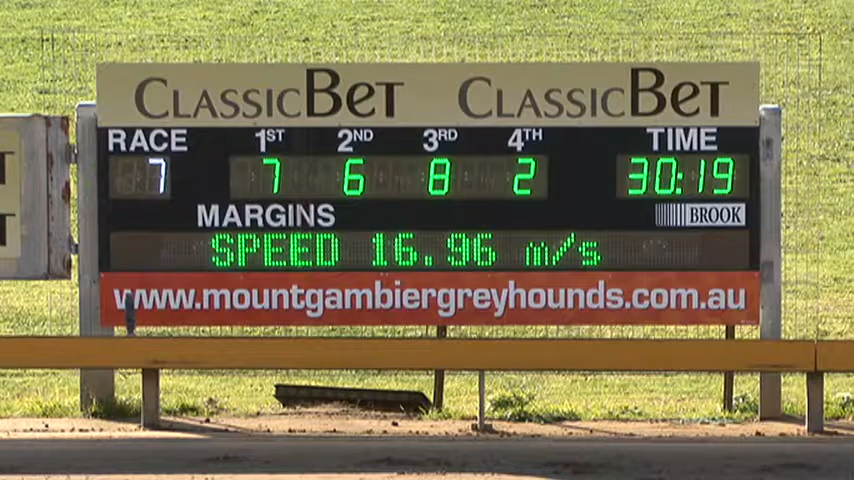 CLASSICBET CLASSICBET
RACE 1ST 2ND 3RD 4TH TIME
7 7 6 8 2 30:19
MARGINS BROOK
SPEED 16.96 m/s
www.mountgambiergreyhounds.com.au